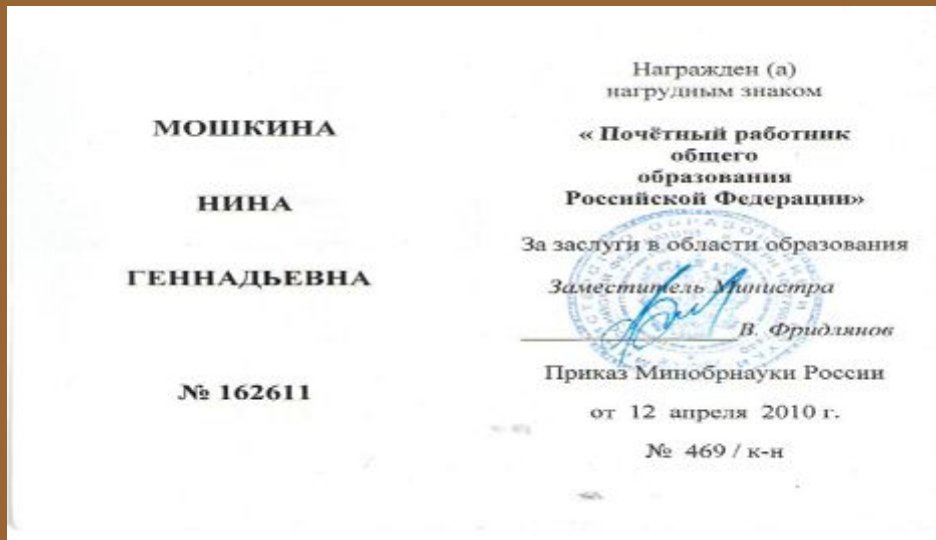 МОШКИНА
НИНА
ГЕННАДЬЕВНА
№ 162611
Награжден (а)
нагрудным знаком
« Почётный работник
общего
образования
Российской Федерации»
За заслуги в области образования
Заместитель Министра
В. Фридлянов
Приказ Минобрнауки России
от 12 апреля 2010 г.
№ 469 / к-н